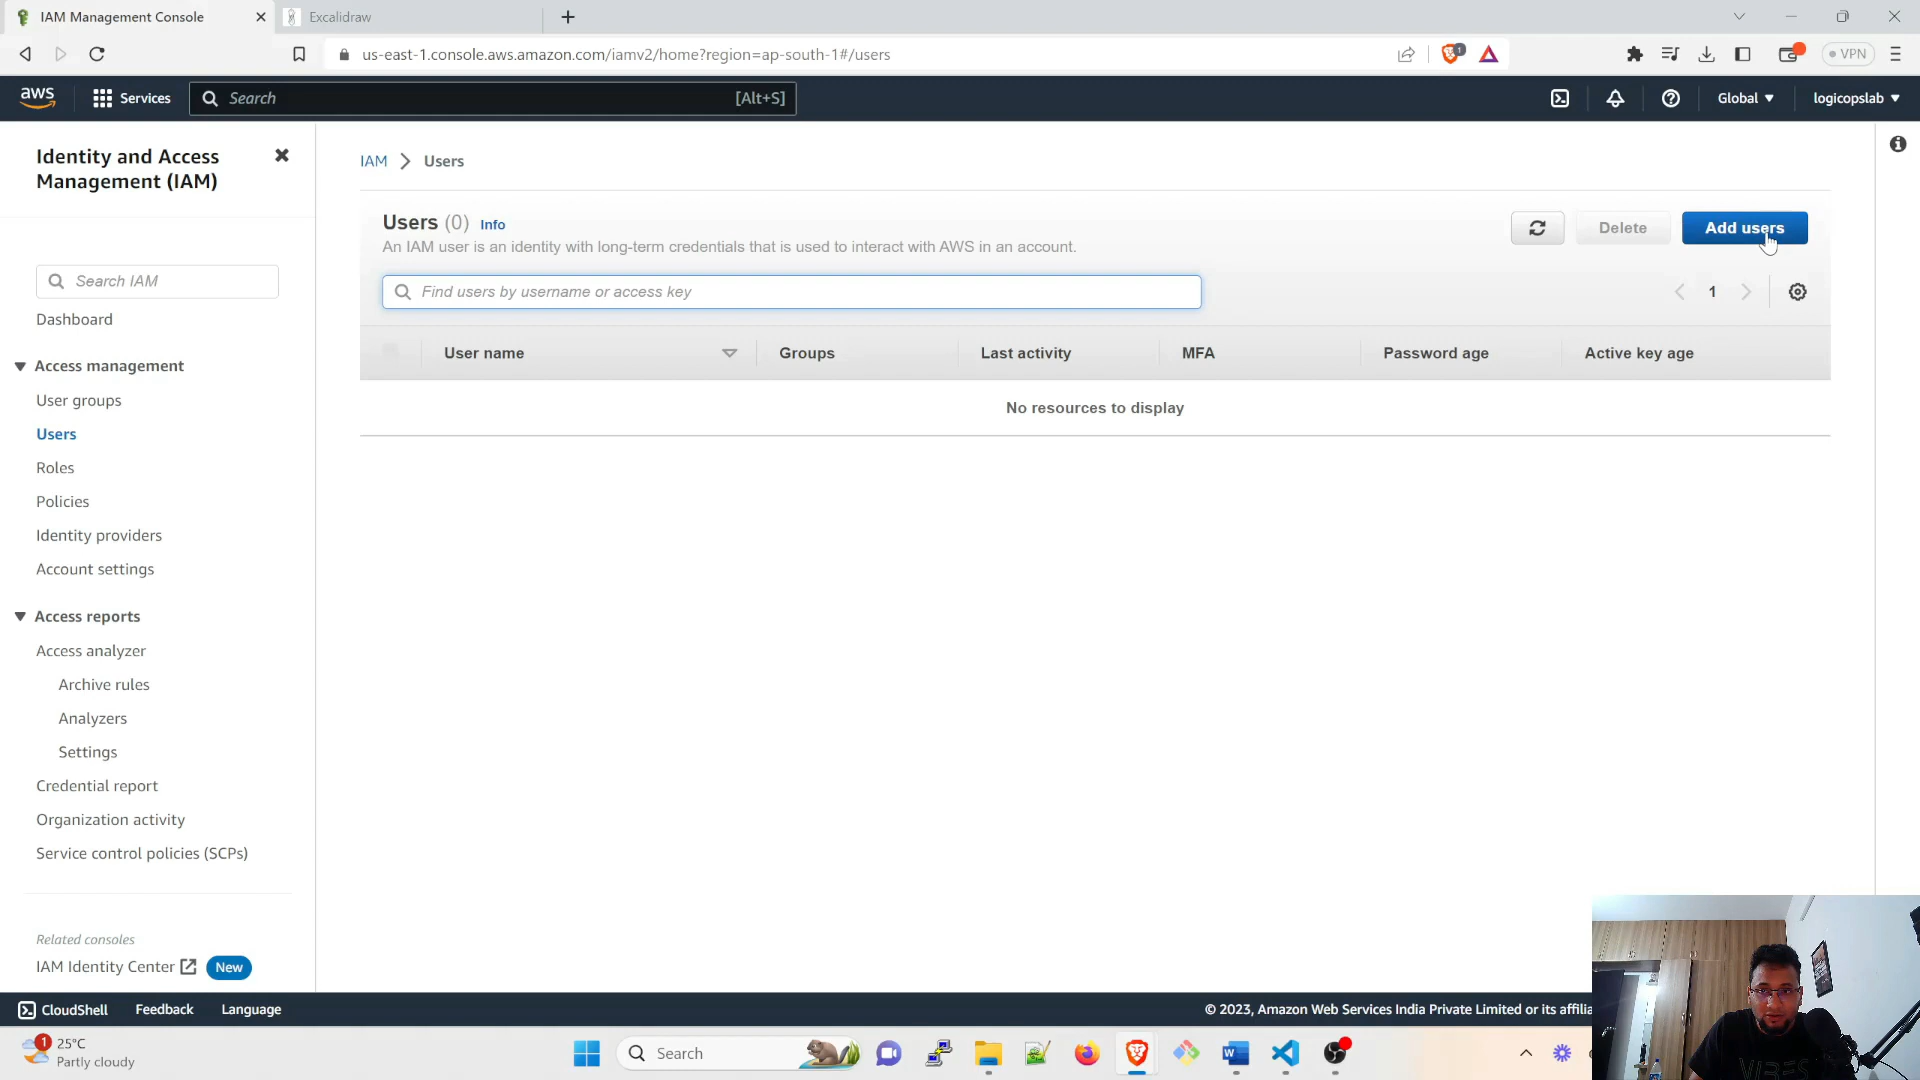 IAM Management Console
Excalidraw
us-east-1.console.aws.amazon.com/iamv2/home?region=ap-south-1#/users
1
VPN
aws
Services
Search
[Alt+S]
Global
logicopslab
Identity and Access
Management (IAM)
Search IAM
Dashboard
Access management
User groups
Users
Roles
Policies
Identity providers
Account settings
Access reports
Access analyzer
Archive rules
Analyzers
Settings
Credential report
Organization activity
Service control policies (SCPs)
Related consoles
IAM Identity Center
New
IAM > Users
Users (0) Info
An IAM user is an identity with long-term credentials that is used to interact with AWS in an account.
Delete
Add users
Find users by username or access key
1
User name
Groups
Last activity
MFA
Password age
Active key age
No resources to display
CloudShell
Feedback
Language
© 2023, Amazon Web Services India Private Limited or its affilia
1
25°C
Partly cloudy
Search
VIBES